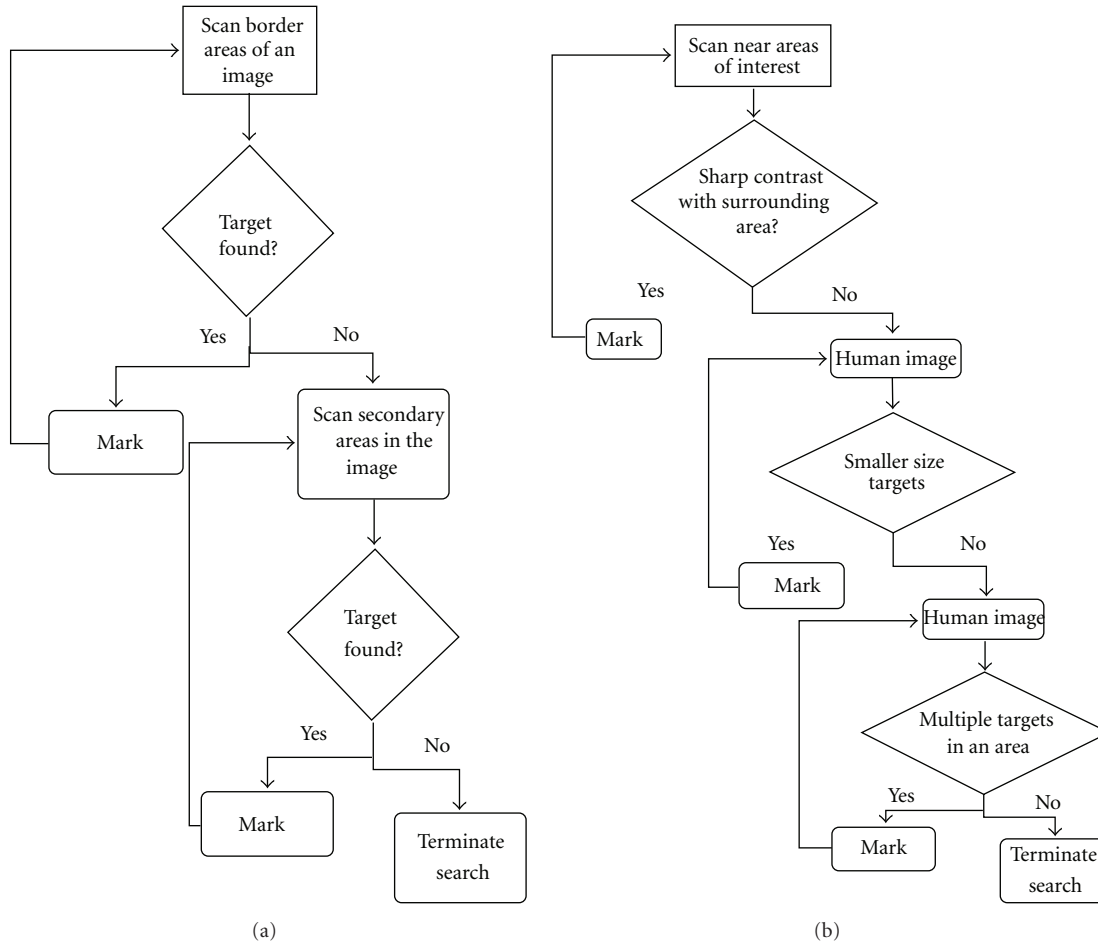 Scan border
areas of an
image
Target
found?
Yes
No
Mark
Scan secondary
areas in the
image
Target
found?
Yes
No
Mark
Terminate
search
(a)
Scan near areas
of interest
Sharp contrast
with surrounding
area?
Yes
No
Mark
Human image
Smaller size
targets
Yes
No
Mark
Human image
Multiple targets
in an area
Yes
No
Mark
Terminate
search
(b)